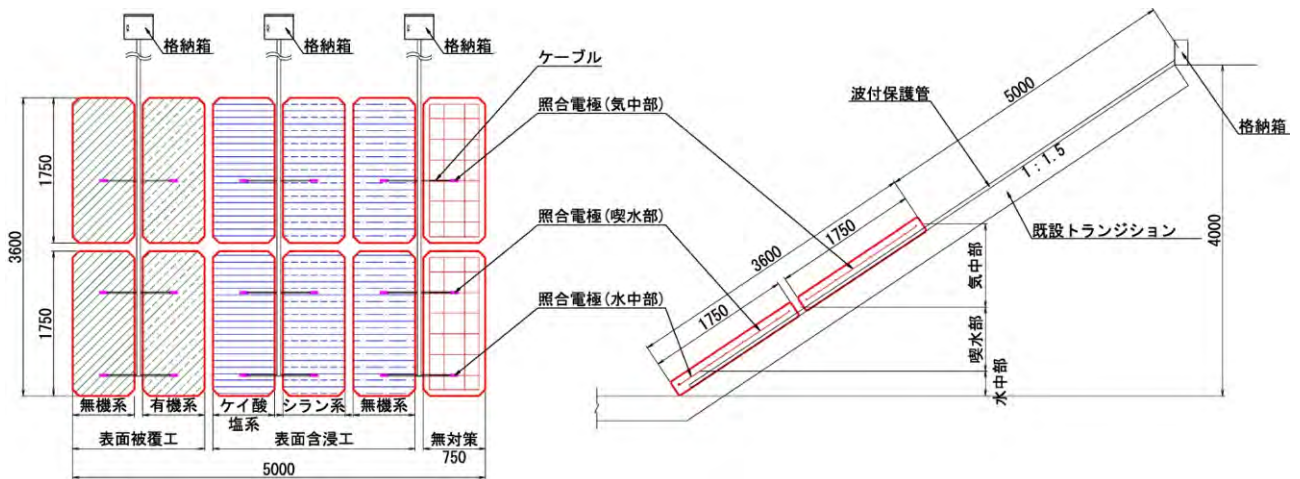 格納箱
格納箱
格納箱
ケーブル
照合電極(気中部)
照合電極(喫水部)
照合電極(水中部)
3600
1750
1750
無機系
有機系
ケイ酸
塩系
シラン系
無機系
表面被覆工
表面含浸工
無対策
750
5000
5000
波付保護管
格納箱
1:1.5
既設トランジション
4000
3600
1750
1750
気中部
喫水部
水中部